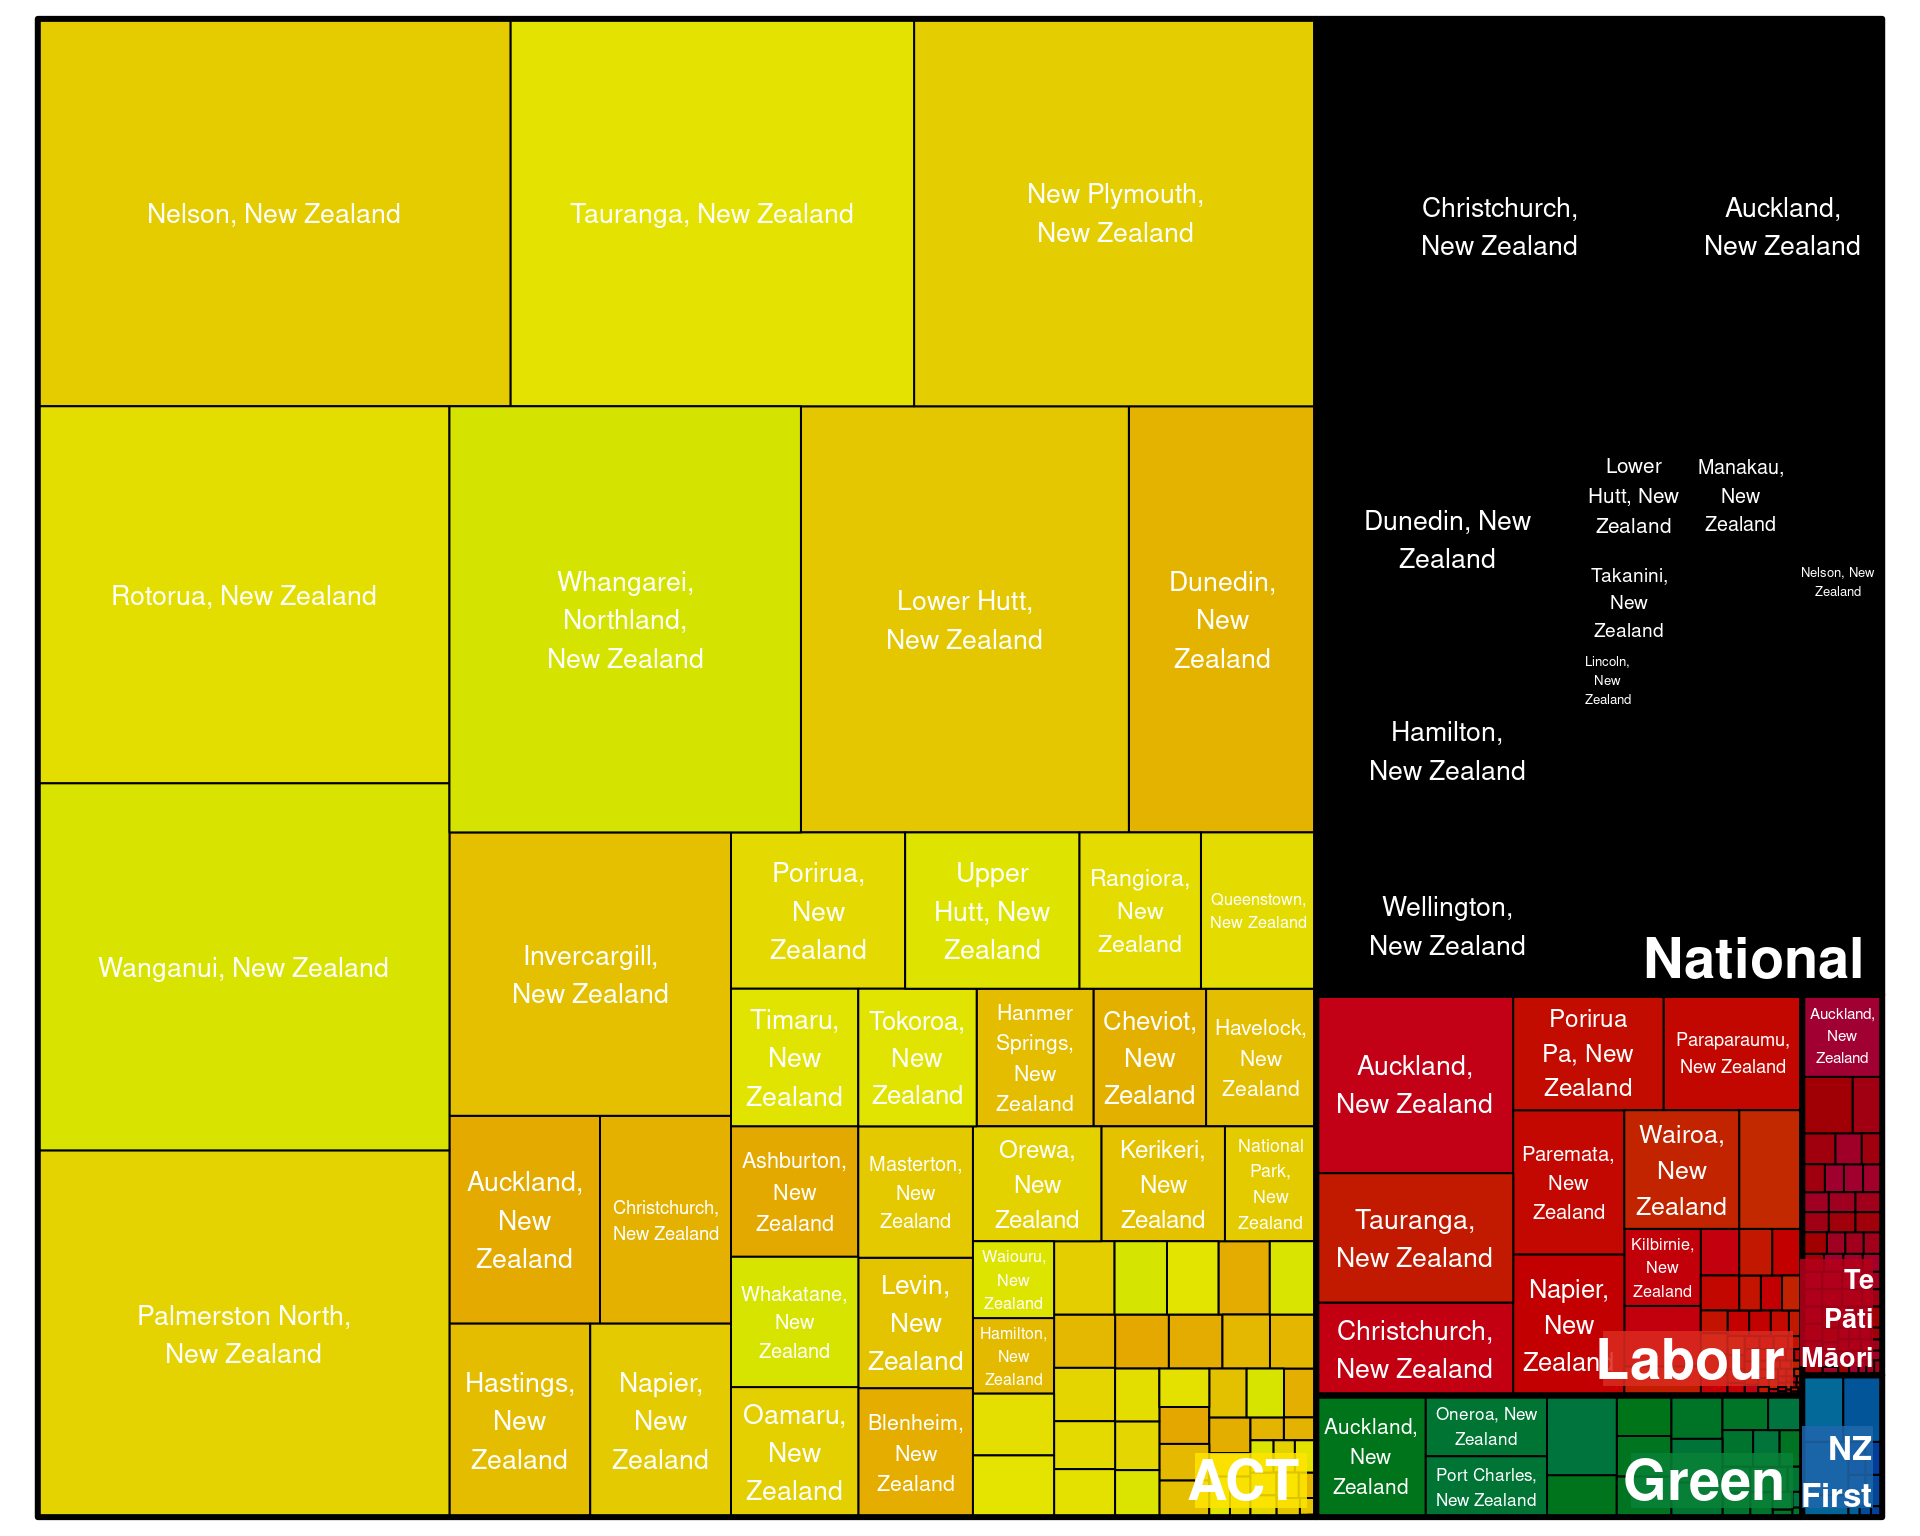 Nelson, New Zealand
Tauranga, New Zealand
New Plymouth,
New Zealand
Rotorua, New Zealand
Whangarei,
Northland,
New Zealand
Lower Hutt,
New Zealand
Dunedin,
New
Zealand
Wanganui, New Zealand
Palmerston North,
New Zealand
Invercargill,
New Zealand
Auckland,
New
Zealand
Christchurch,
New Zealand
Hastings,
New
Zealand
Napier,
New
Zealand
Porirua,
New
Zealand
Upper
Hutt, New
Zealand
Rangiora,
New
Zealand
Queenstown,
New Zealand
Timaru,
New
Zealand
Tokoroa,
New
Zealand
Hanmer
Springs,
New
Zealand
Cheviot,
New
Zealand
Havelock,
New
Zealand
Ashburton,
New
Zealand
Masterton,
New
Zealand
Orewa,
New
Zealand
Kerikeri,
New
Zealand
National
Park,
New
Zealand
Whakatane,
New
Zealand
Levin,
New
Zealand
Waiouru,
New
Zealand
Hamilton,
New
Zealand
Oamaru,
New
Zealand
Blenheim,
New
Zealand
ACT
Christchurch,
New Zealand
Auckland,
New Zealand
Dunedin, New
Zealand
Lower
Hutt, New
Zealand
Manakau,
New
Zealand
Takanini,
New
Zealand
Nelson, New
Zealand
Lincoln,
New
Zealand
Hamilton,
New Zealand
Wellington,
New Zealand
National
Auckland,
New Zealand
Porirua
Pa, New
Zealand
Paraparaumu,
New Zealand
Tauranga,
New Zealand
Paremata,
New
Zealand
Wairoa,
New
Zealand
Kilbirnie,
New
Zealand
Christchurch,
New Zealand
Napier,
New
Zealand
Labour
Auckland,
New
Zealand
Te
Pāti
Māori
Auckland,
New
Zealand
Oneroa, New
Zealand
Port Charles,
New Zealand
Green
NZ
First